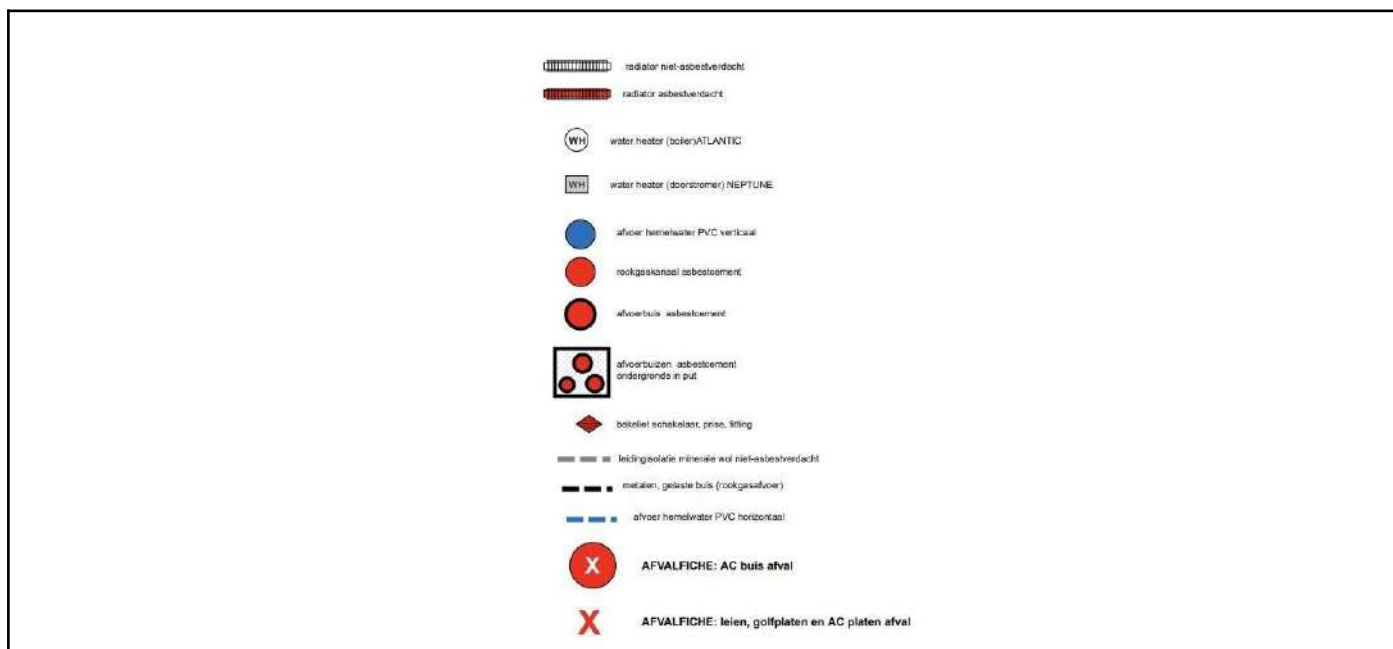 radiator niet-asbestverdacht
radiator asbestverdacht
WH water heater (boiler)ATLANTIC
WH water heater (doorstromer) NEPTUNE
afvoer hemelwater PVC verticaal
rookgaskanaal asbestcement
afvoerbuis asbestcement
afvoerbuizen asbestcement
ondergronds in put
bakeliet schakelaar, prise, fitting
leidingisolatie minerale wol niet-asbestverdacht
metalen, gelaste buis (rookgasafvoer)
afvoer hemelwater PVC horizontaal
X AFVALFICHE: AC buis afval
X AFVALFICHE: leien, golfplaten en AC platen afval